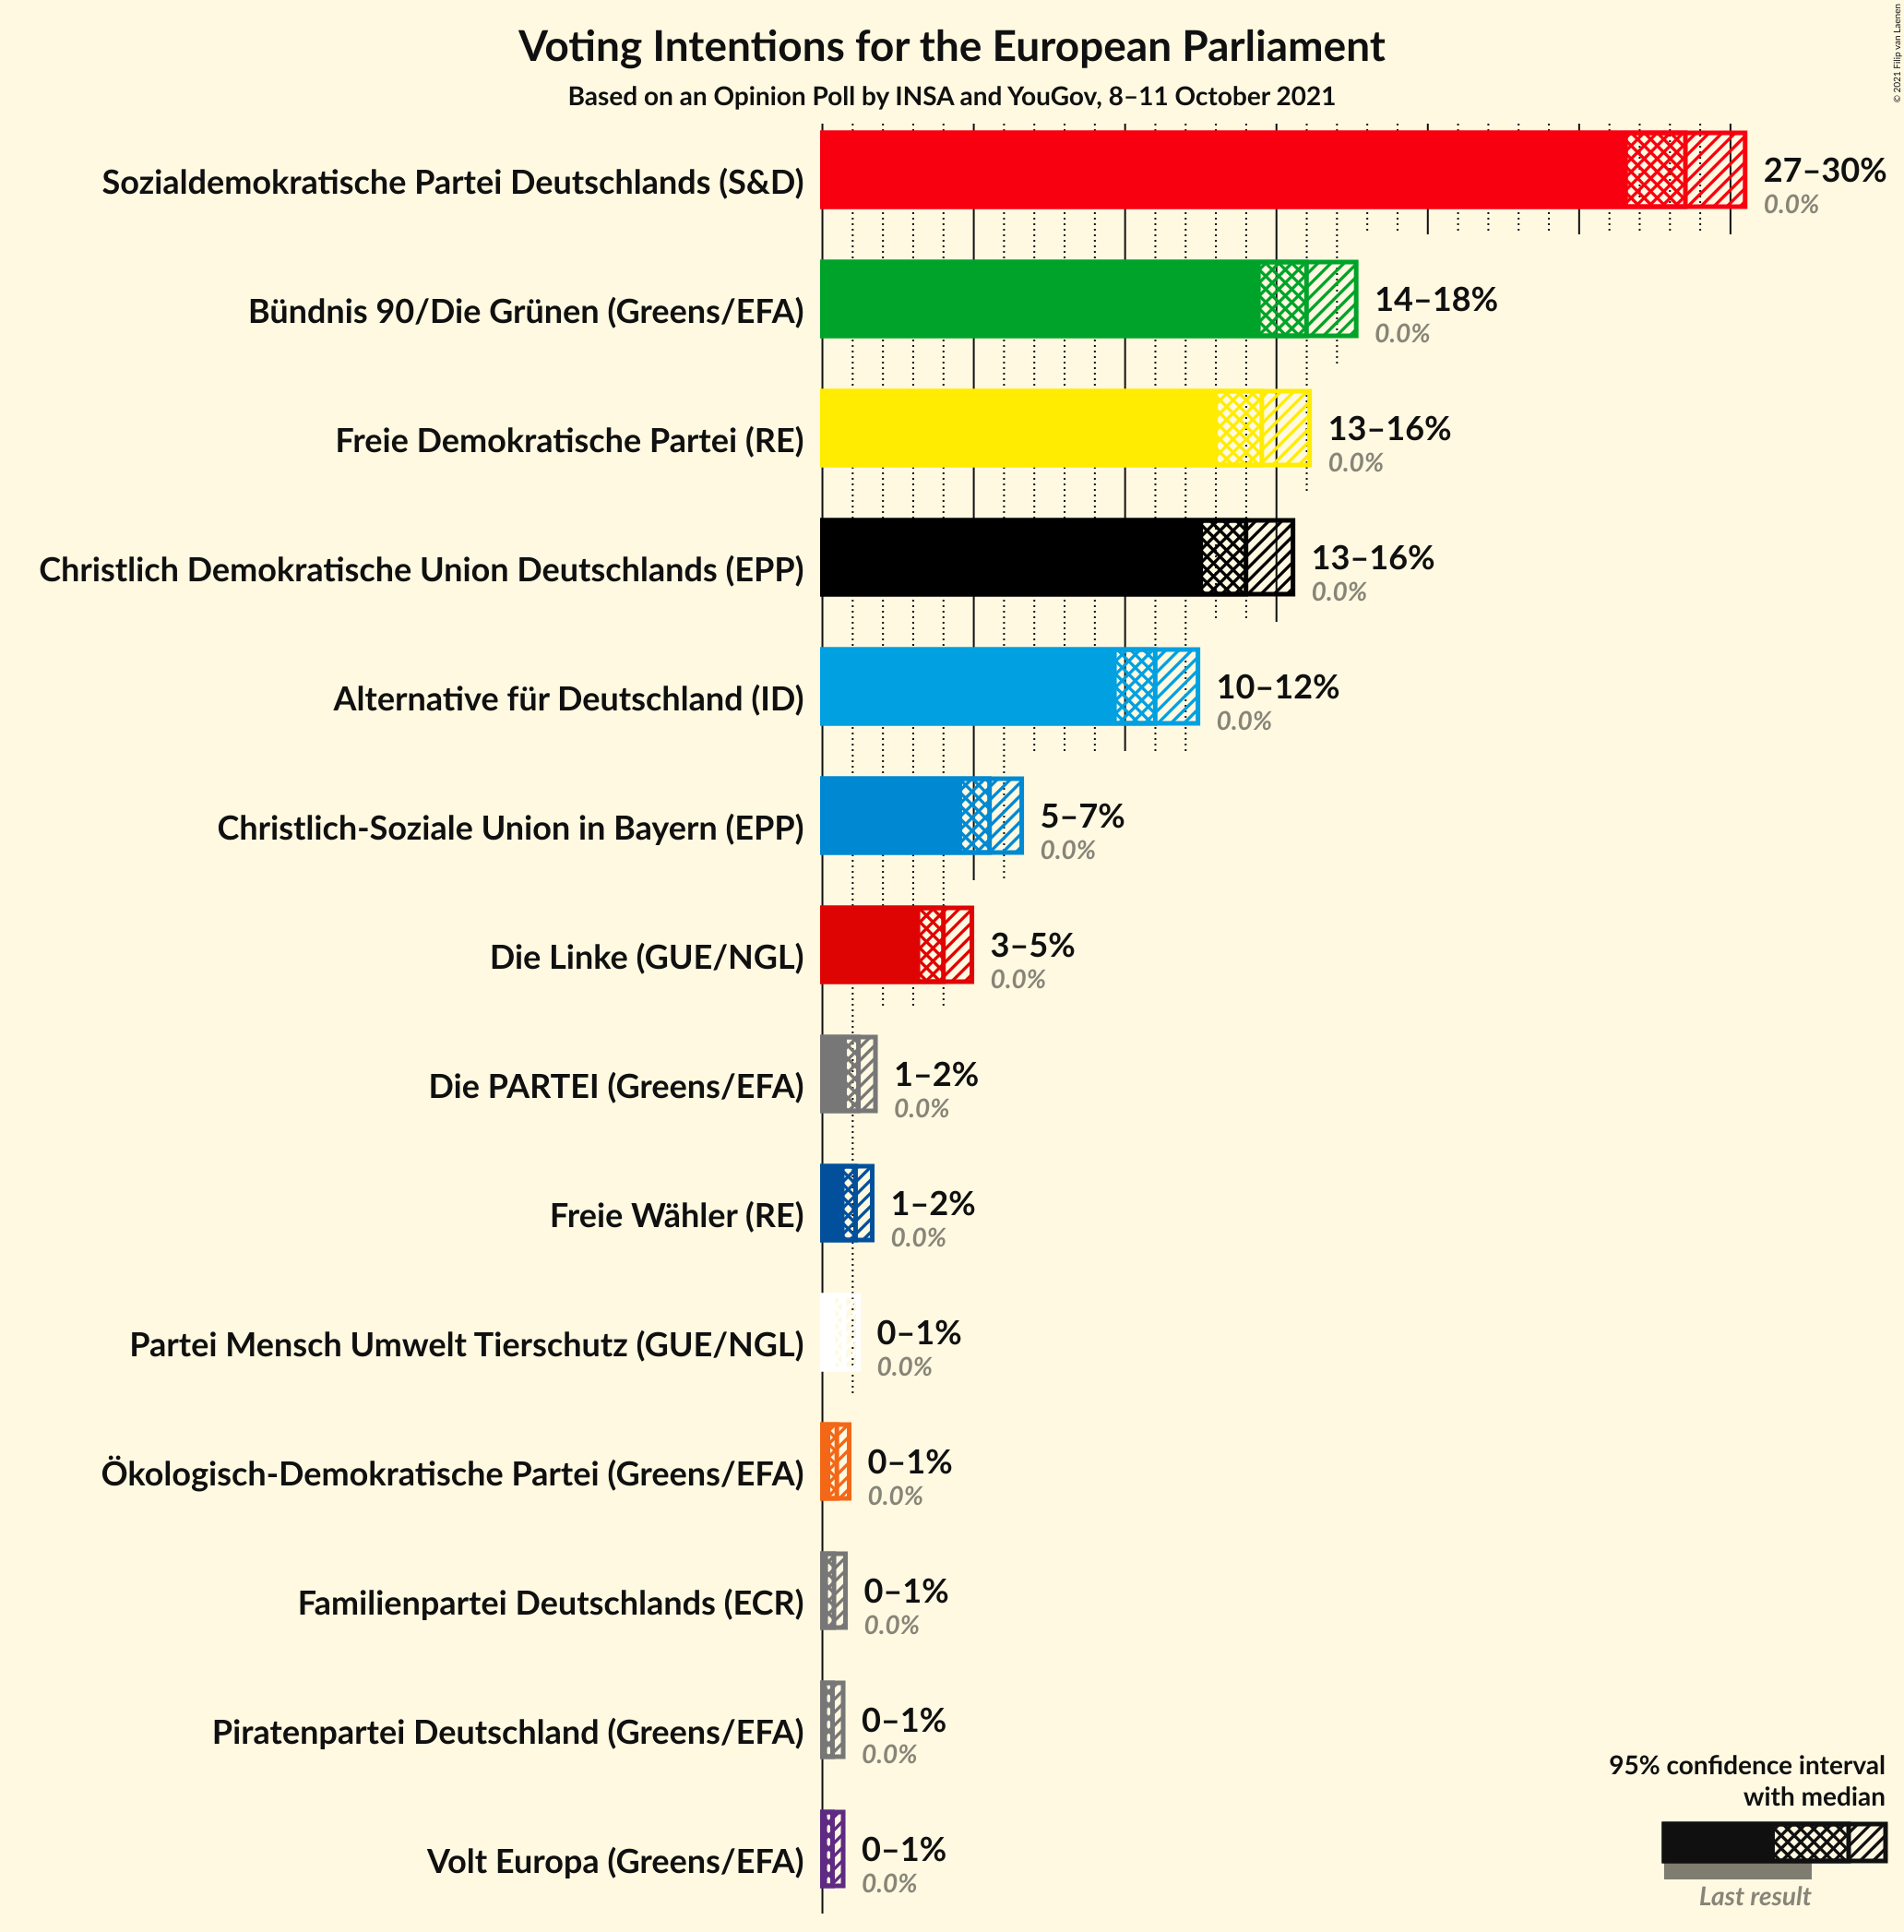 Voting Intentions for the European Parliament
Based on an Opinion Poll by INSA and YouGov, 8–11 October 2021
© 2021 Filip van Laenen
Sozialdemokratische Partei Deutschlands (S&D)
27–30%
0.0%
Bündnis 90/Die Grünen (Greens/EFA)
14–18%
0.0%
Freie Demokratische Partei (RE)
13–16%
0.0%
Christlich Demokratische Union Deutschlands (EPP)
13–16%
0.0%
Alternative für Deutschland (ID)
10–12%
0.0%
Christlich-Soziale Union in Bayern (EPP)
5–7%
0.0%
Die Linke (GUE/NGL)
3–5%
0.0%
Die PARTEI (Greens/EFA)
1–2%
0.0%
Freie Wähler (RE)
1–2%
0.0%
Partei Mensch Umwelt Tierschutz (GUE/NGL)
0–1%
0.0%
Ökologisch-Demokratische Partei (Greens/EFA)
0–1%
0.0%
Familienpartei Deutschlands (ECR)
0–1%
0.0%
Piratenpartei Deutschland (Greens/EFA)
0–1%
0.0%
Volt Europa (Greens/EFA)
0–1%
0.0%
95% confidence interval
with median
Last result